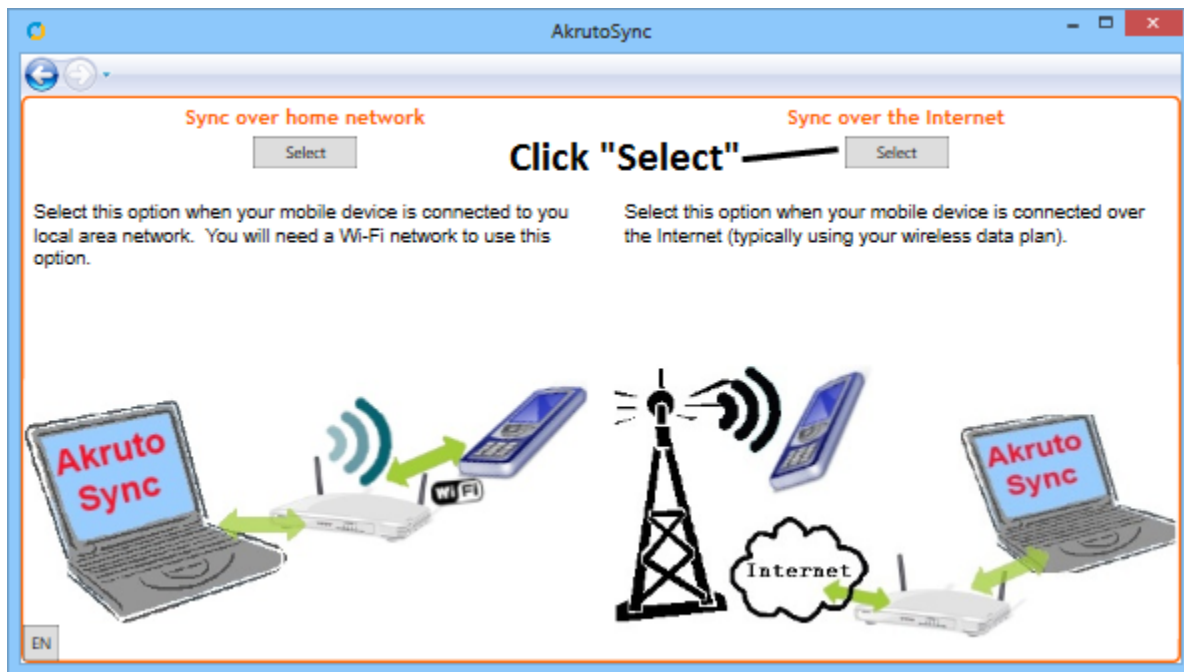 AkrutoSync
Sync over home network
Select
Select this option when your mobile device is connected to you
local area network.  You will need a Wi-Fi network to use this
option.
Click "Select"
Sync over the Internet
Select
Select this option when your mobile device is connected over
the Internet (typically using your wireless data plan).
Akruto
Sync
Wi Fi
Internet
Akruto
Sync
EN